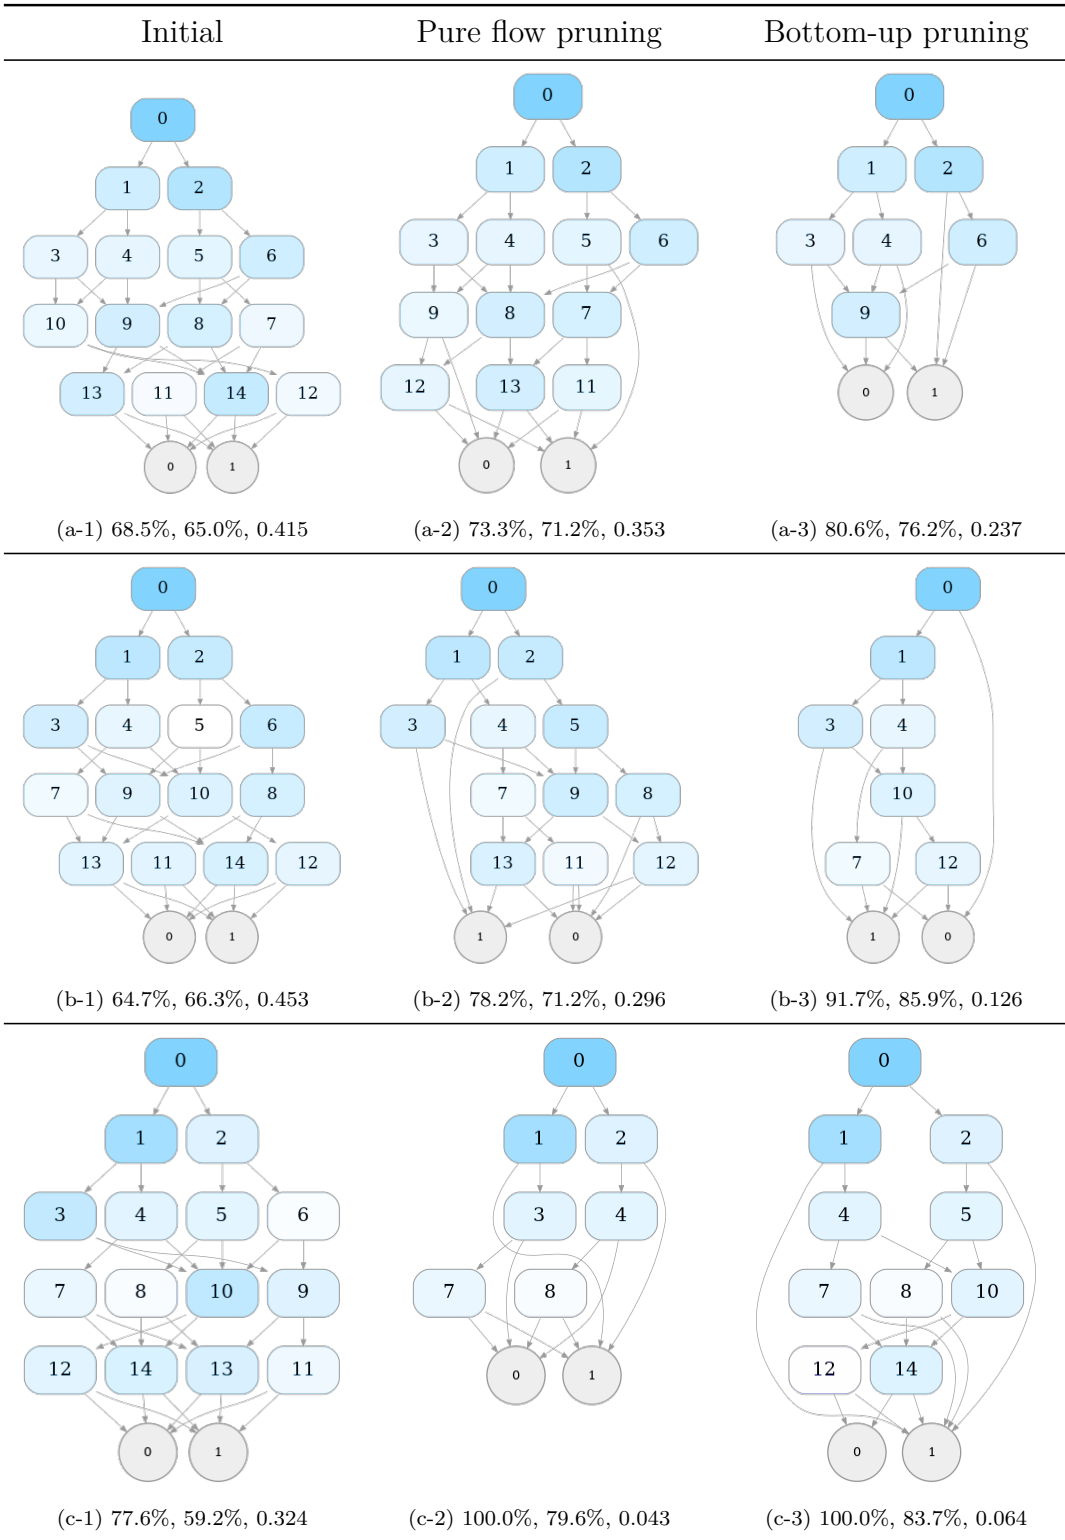 Initial Pure flow pruning Bottom-up pruning
0 0 0
1 2 1 2 1 2
3 4 5 6 3 4 5 6 3 4 6
10 9 8 7 9 8 7 9
13 11 14 12 12 13 11 0 1
0 1 0 1
(a-1) 68.5%, 65.0%, 0.415 (a-2) 73.3%, 71.2%, 0.353 (a-3) 80.6%, 76.2%, 0.237
0 0 0
1 2 1 2 1
3 4 5 6 3 4 5 3 4
7 9 10 8 7 9 8 10
13 11 14 12 13 11 12 7 12
0 1 1 0 1 0
(b-1) 64.7%, 66.3%, 0.453 (b-2) 78.2%, 71.2%, 0.296 (b-3) 91.7%, 85.9%, 0.126
0 0 0
1 2 1 2 1 2
3 4 5 6 3 4 4 5
7 8 10 9 7 8 7 8 10
12 14 13 11 0 1 12 14
0 1 0 1
(c-1) 77.6%, 59.2%, 0.324 (c-2) 100.0%, 79.6%, 0.043 (c-3) 100.0%, 83.7%, 0.064